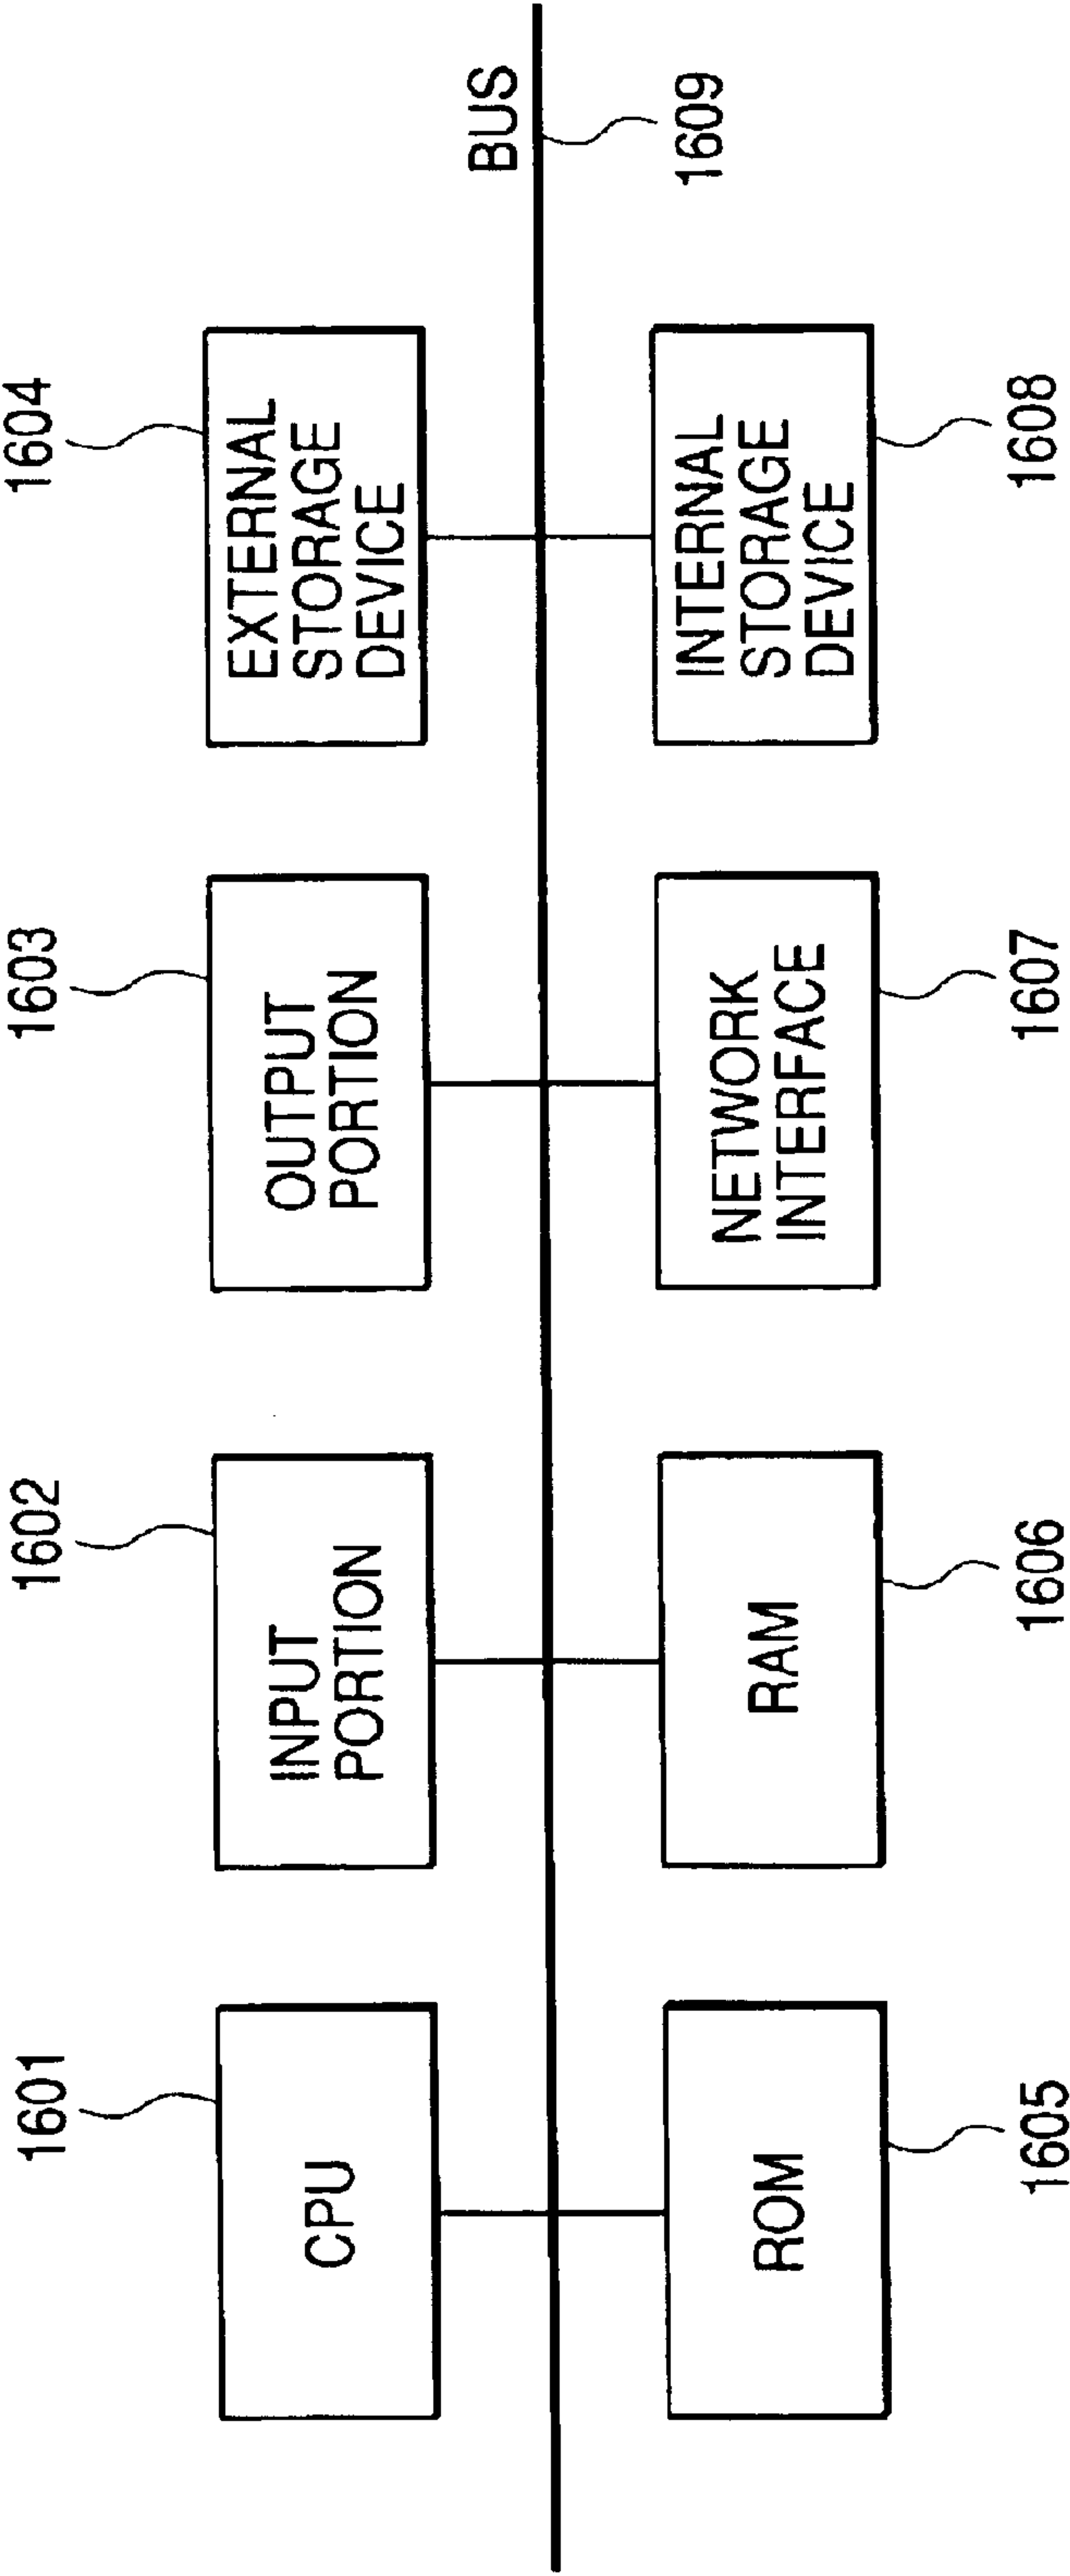 1601
1602
1603
1604
CPU
INPUT
PORTION
OUTPUT
PORTION
EXTERNAL
STORAGE
DEVICE
BUS
1609
ROM
RAM
NETWORK
INTERFACE
INTERNAL
STORAGE
DEVICE
1605
1606
1607
1608